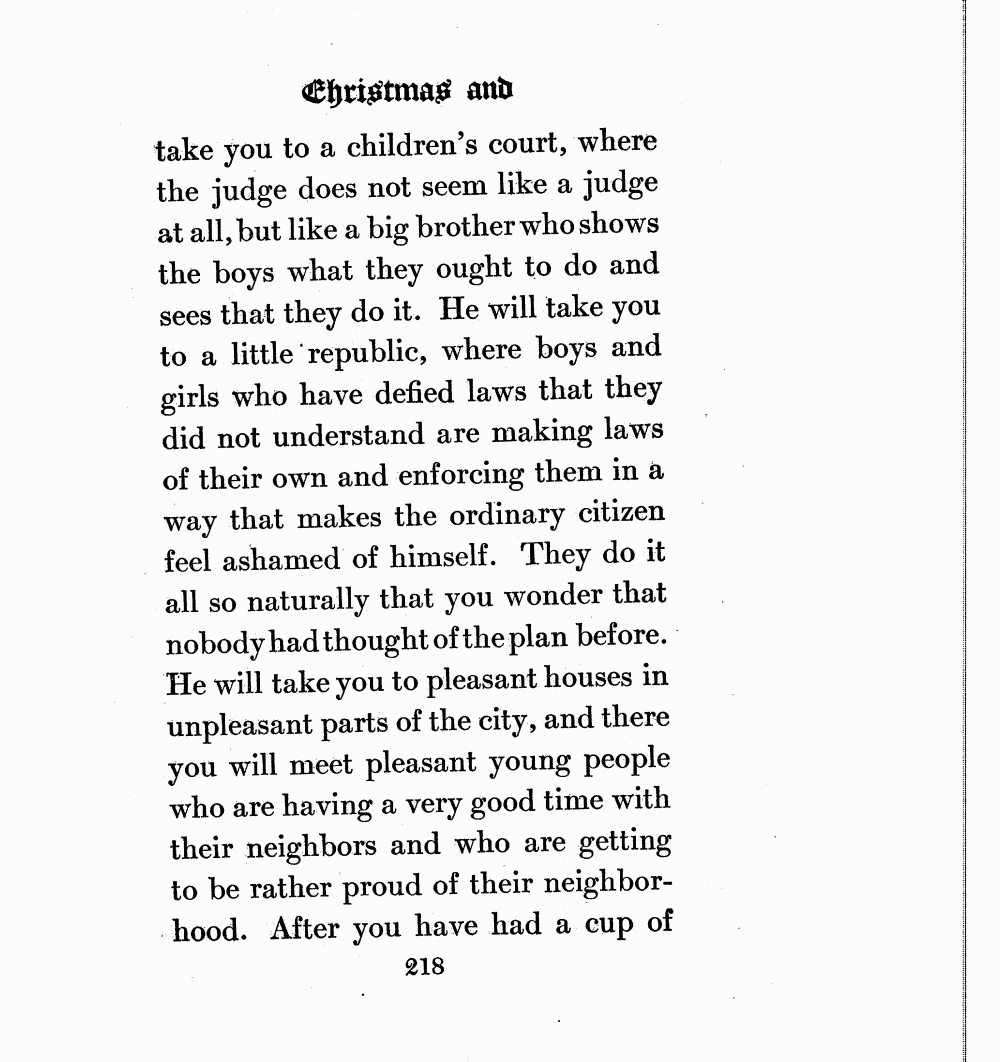 Christmas and
take you to a children's court, where
the judge does not seem like a judge
at all, but like a big brother who shows
the boys what they ought to do and
sees that they do it. He will take you
to a little republic, where boys and
girls who have defied laws that they
did not understand are making laws
of their own and enforcing them in a
way that makes the ordinary citizen
feel ashamed of himself. They do it
all so naturally that you wonder that
nobody had thought of the plan before.
He will take you to pleasant houses in
unpleasant parts of the city, and there
you will meet pleasant young people
who are having a very good time with
their neighbors and who are getting
to be rather proud of their neighbor-
hood. After you have had a cup of
218